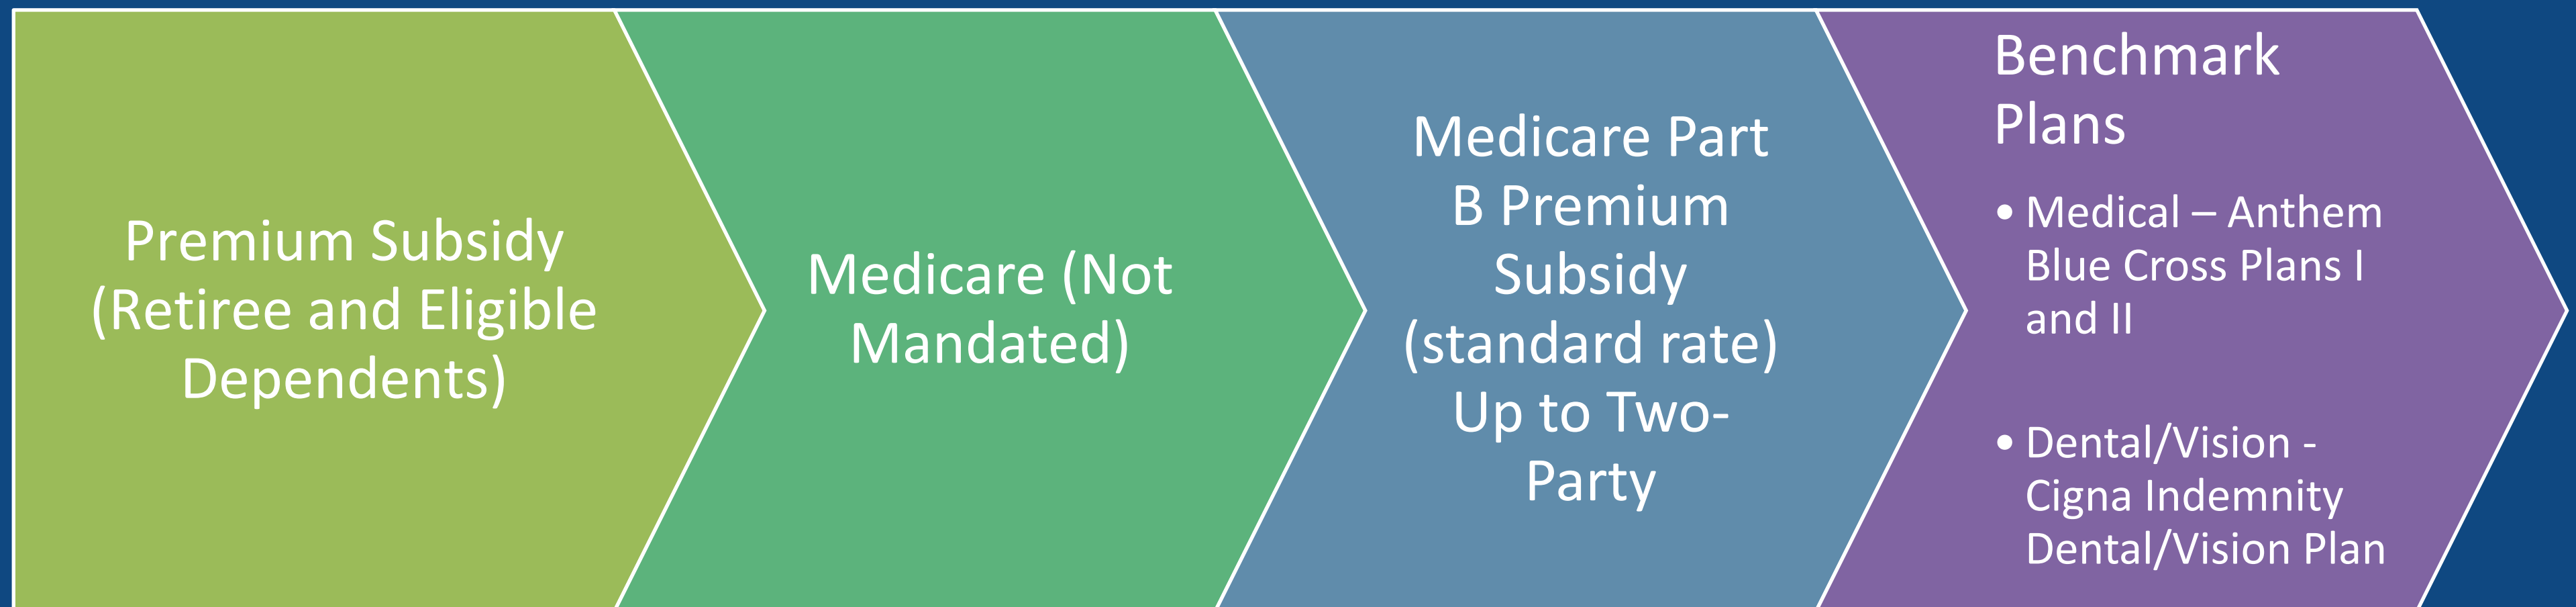 Premium Subsidy
(Retiree and Eligible
Dependents)
Medicare (Not
Mandated)
Medicare Part
B Premium
Subsidy
(standard rate)
Up to Two-
Party
Benchmark
Plans
• Medical – Anthem
Blue Cross Plans I
and II
• Dental/Vision -
Cigna Indemnity
Dental/Vision Plan